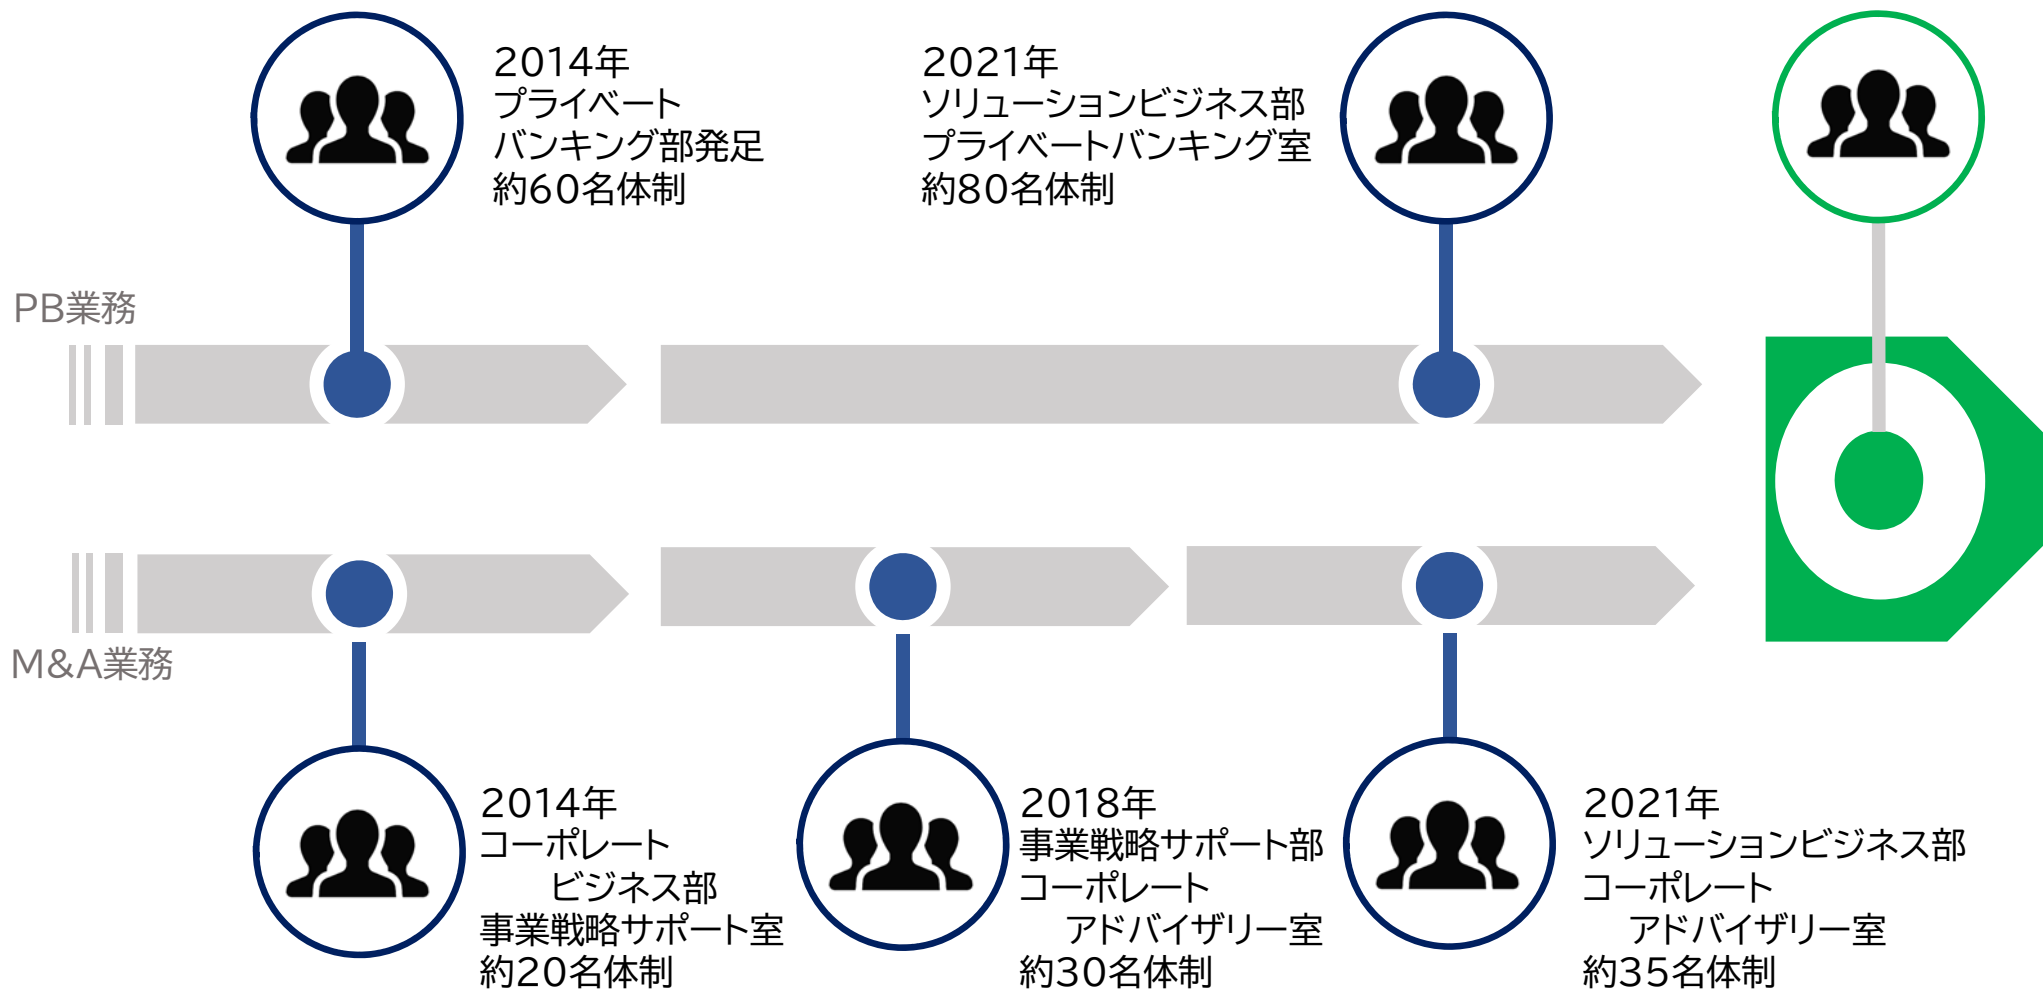 2014年
プライベート
バンキング部発足
約60名体制
2021年
ソリューションビジネス部
プライベートバンキング室
約80名体制
PB業務
M&A業務
2014年
コーポレート
ビジネス部
事業戦略サポート室
約20名体制
2018年
事業戦略サポート部
コーポレート
アドバイザリー室
約30名体制
2021年
ソリューションビジネス部
コーポレート
アドバイザリー室
約35名体制